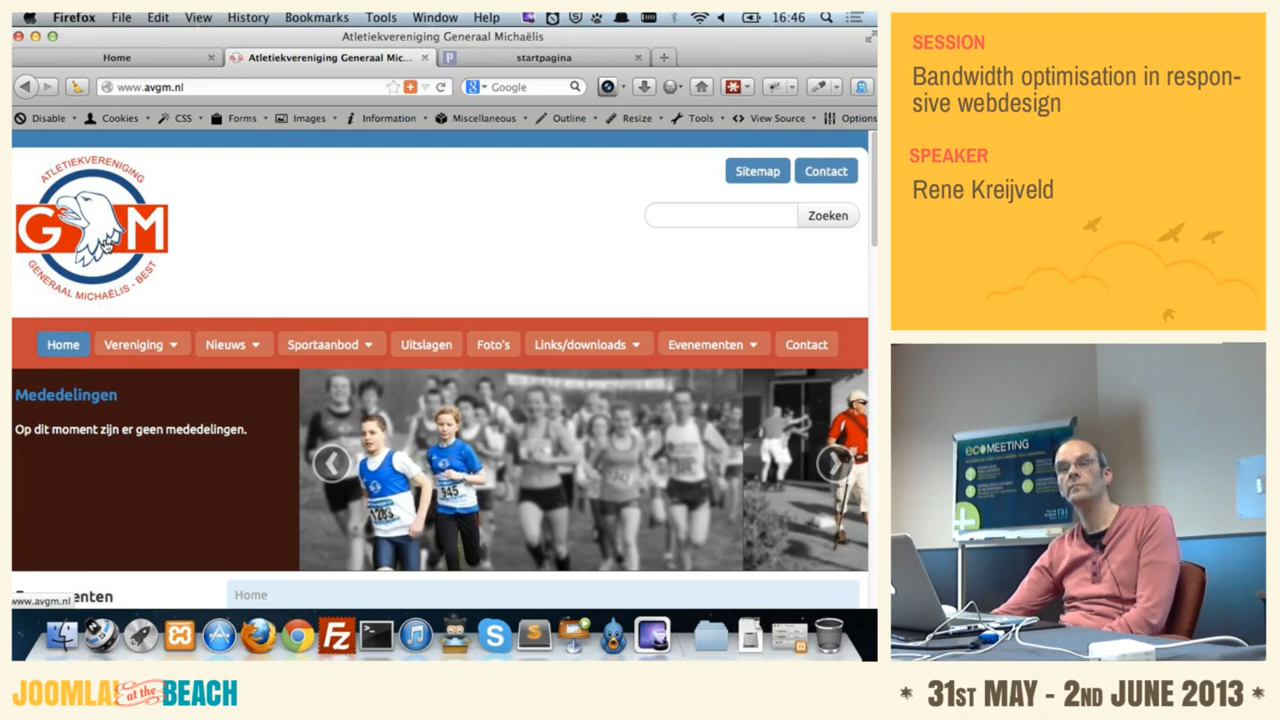 Firefox File Edit View History Bookmarks Tools Window Help 16:46
Atletiekvereniging Generaal Michaëlis
Home
Atletiekvereniging Generaal Mic...
startpagina
www.avgm.nl
Google
Disable Cookies CSS Forms Images Information Miscellaneous Outline Resize Tools View Source Options
ATLETIEKVERENIGING
G M
GENERAAL MICHAËLIS - BEST
Sitemap Contact
Zoeken
Home Vereniging Nieuws Sportaanbod Uitslagen Foto's Links/downloads Evenementen Contact
Mededelingen
Op dit moment zijn er geen mededelingen.
1283
945
enten
Home
www.avgm.nl
SESSION
Bandwidth optimisation in respon-
sive webdesign
SPEAKER
Rene Kreijveld
ecoMEETING
JOOMLA! at the BEACH
31ST MAY - 2ND JUNE 2013